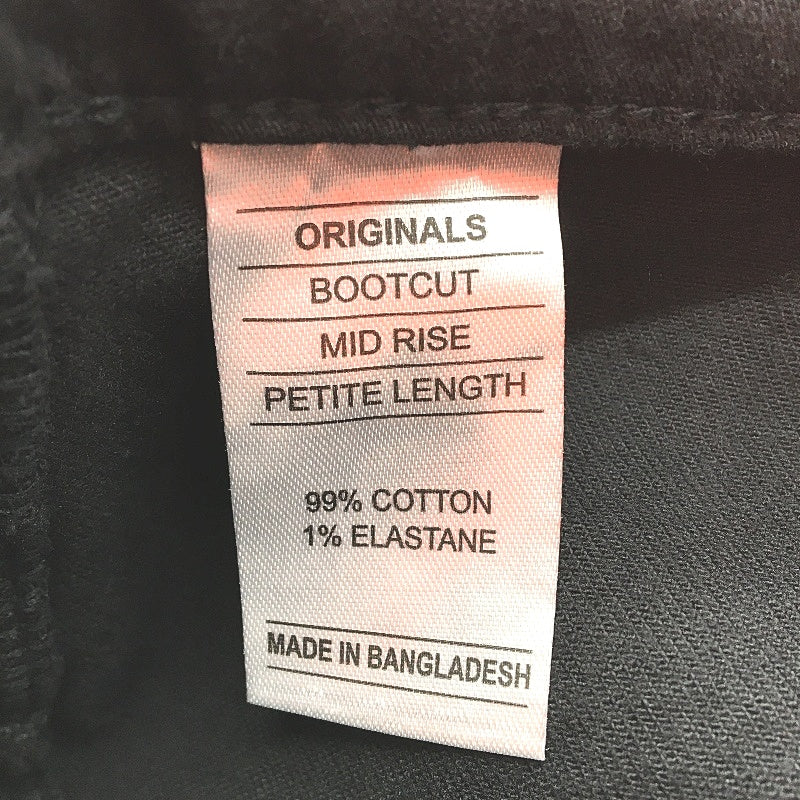 ORIGINALS
BOOTCUT
MID RISE
PETITE LENGTH
99% COTTON
1% ELASTANE
MADE IN BANGLADESH